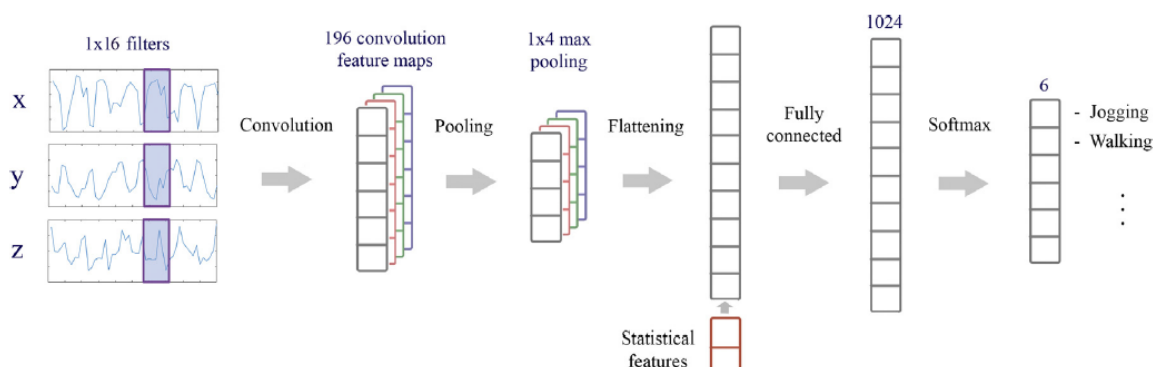 1x16 filters
x
y
z
Convolution
196 convolution
feature maps
Pooling
1x4 max
pooling
Flattening
Statistical
features
Fully
connected
1024
Softmax
6
- Jogging
- Walking